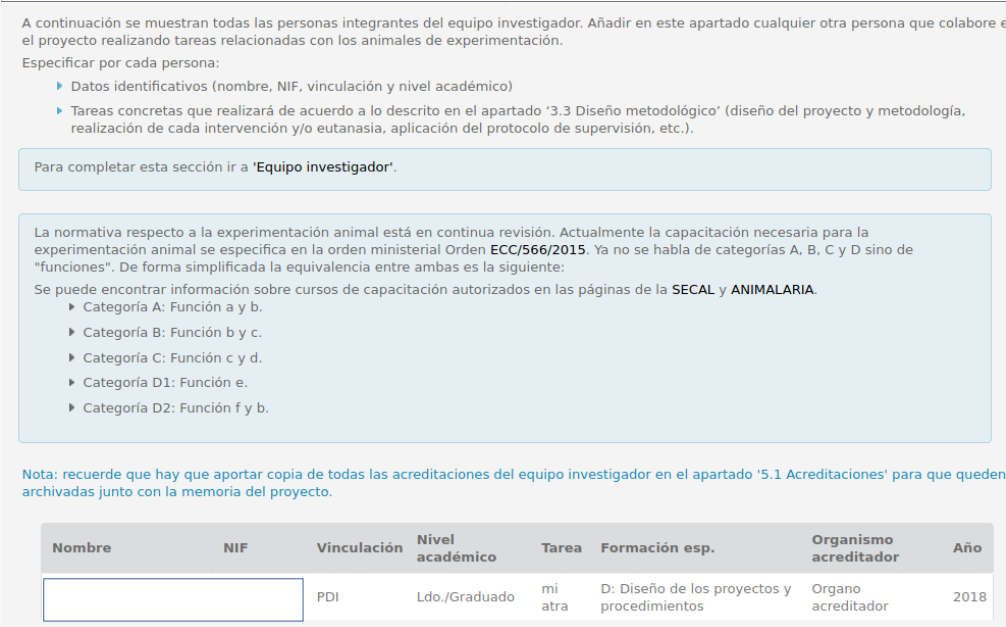 A continuación se muestran todas las personas integrantes del equipo investigador. Añadir en este apartado cualquier otra persona que colabore
el proyecto realizando tareas relacionadas con los animales de experimentación.
Especificar por cada persona:
Datos identificativos (nombre, NIF, vinculación y nivel académico)
Tareas concretas que realizará de acuerdo a lo descrito en el apartado ‘3.3 Diseño metodológico’ (diseño del proyecto y metodología,
realización de cada intervención y/o eutanasia, aplicación del protocolo de supervisión, etc.).
Para completar esta sección ir a 'Equipo investigador'.
La normativa respecto a la experimentación animal está en continua revisión. Actualmente la capacitación necesaria para la
experimentación animal se especifica en la orden ministerial Orden ECC/566/2015. Ya no se habla de categorías A, B, C y D sino de
"funciones". De forma simplificada la equivalencia entre ambas es la siguiente:
Se puede encontrar información sobre cursos de capacitación autorizados en las páginas de la SECAL y ANIMALARIA.
Categoría A: Función a y b.
Categoría B: Función b y c.
Categoría C: Función c y d.
Categoría D1: Función e.
Categoría D2: Función f y b.
Nota: recuerde que hay que aportar copia de todas las acreditaciones del equipo investigador en el apartado '5.1 Acreditaciones' para que queden
archivadas junto con la memoria del proyecto.
Nombre NIF Vinculación Nivel académico Tarea Formación esp. Organismo acreditador Año
PDI Ldo./Graduado mi atra D: Diseño de los proyectos y procedimientos Organo acreditador 2018